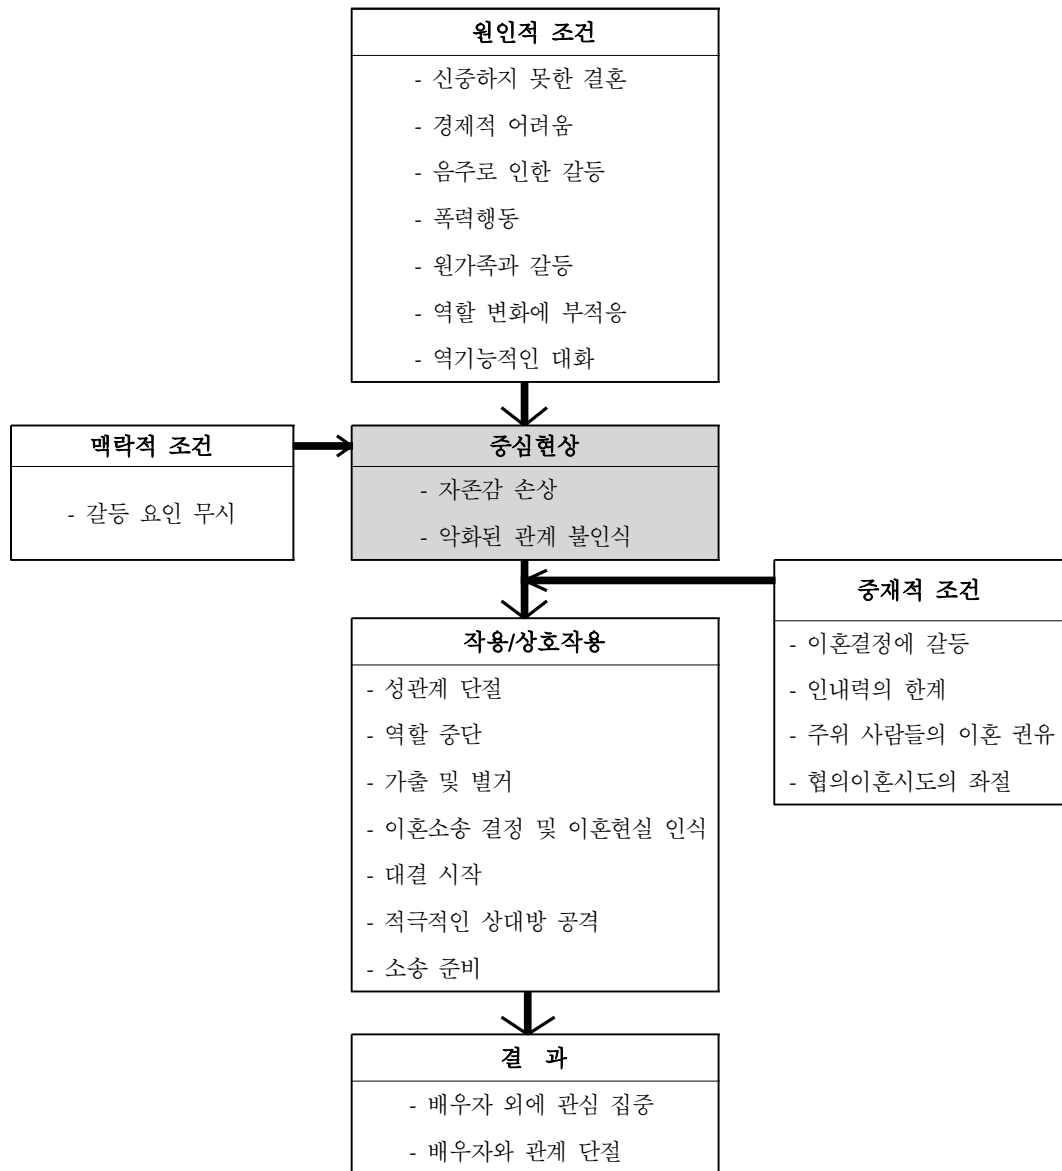 원인적 조건
- 신중하지 못한 결혼
- 경제적 어려움
- 음주로 인한 갈등
- 폭력행동
- 원가족과 갈등
- 역할 변화에 부적응
- 역기능적인 대화
맥락적 조건
- 갈등 요인 무시
중심현상
- 자존감 손상
- 악화된 관계 불인식
중재적 조건
- 이혼결정에 갈등
- 인내력의 한계
- 주위 사람들의 이혼 권유
- 협의이혼시도의 좌절
작용/상호작용
- 성관계 단절
- 역할 중단
- 가출 및 별거
- 이혼소송 결정 및 이혼현실 인식
- 대결 시작
- 적극적인 상대방 공격
- 소송 준비
결 과
- 배우자 외에 관심 집중
- 배우자와 관계 단절